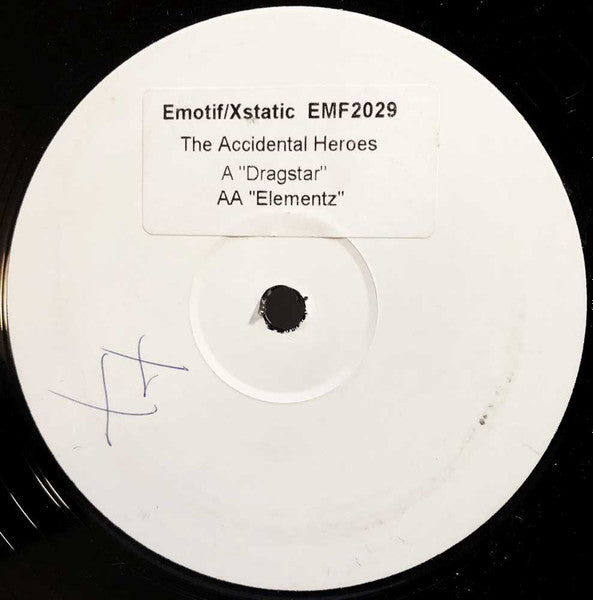 Emotif/Xstatic EMF2029
The Accidental Heroes
A "Dragstar"
AA "Elementz"